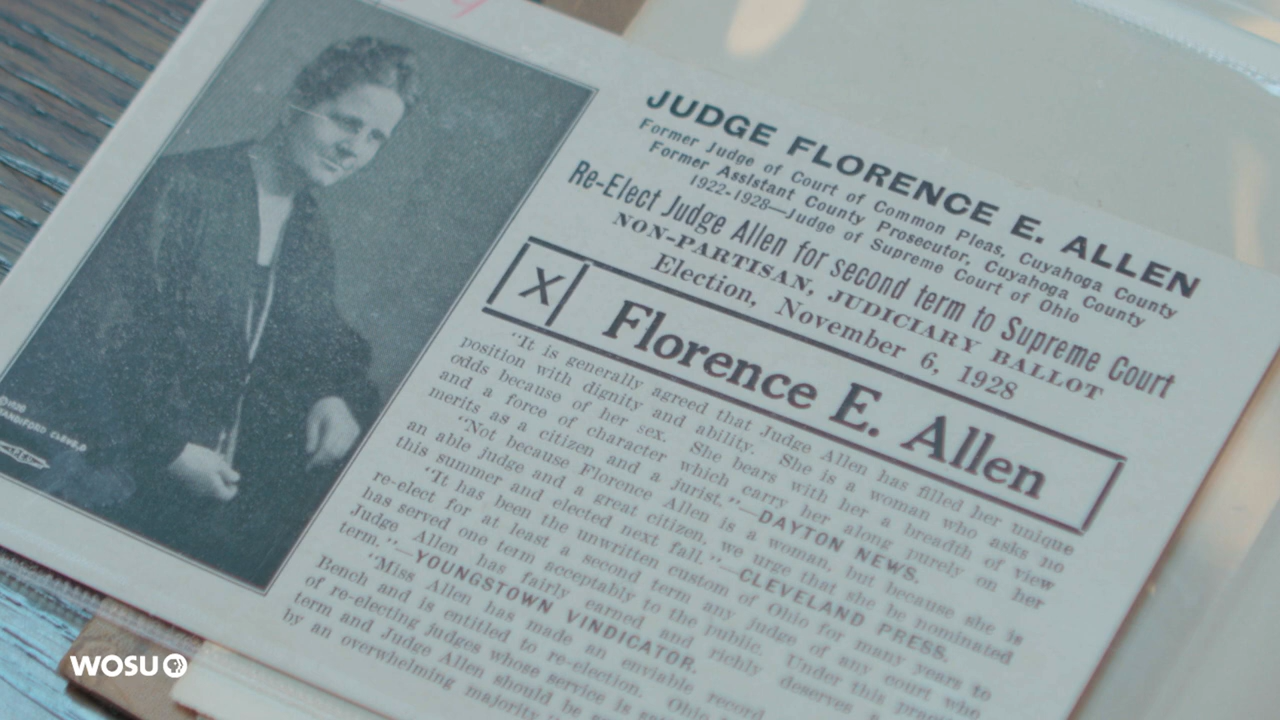 JUDGE FLORENCE E. ALLEN
Former Judge of Court of Common Pleas, Cuyahoga County
Former Assistant County Prosecutor, Cuyahoga County
1922-1928—Judge of Supreme Court of Ohio
Re-Elect Judge Allen for second term to Supreme Court
NON-PARTISAN, JUDICIARY BALLOT
Election, November 6, 1928
X Florence E. Allen
"It is generally agreed that Judge Allen has filled her unique
position with dignity and ability. She is a woman who asks no
odds because of her sex. She bears with her a breadth of view
and a force of character which carry her along purely on her
merits as a citizen and a jurist."—DAYTON NEWS.
"Not because Florence Allen is a woman, but because she is
an able judge and a great citizen, we urge that she be nominated
this summer and elected next fall."—CLEVELAND PRESS.
"It has been the unwritten custom of Ohio for many years to
re-elect for at least a second term any judge of any court who
has served one term acceptably to the public. Under this
Judge Allen has fairly earned and richly deserves
term."—YOUNGSTOWN VINDICATOR.
"Miss Allen has made an enviable record
Bench and is entitled to re-election. Ohio
of re-electing judges whose service is
term and Judge Allen should be
by an overwhelming majority
WOSU